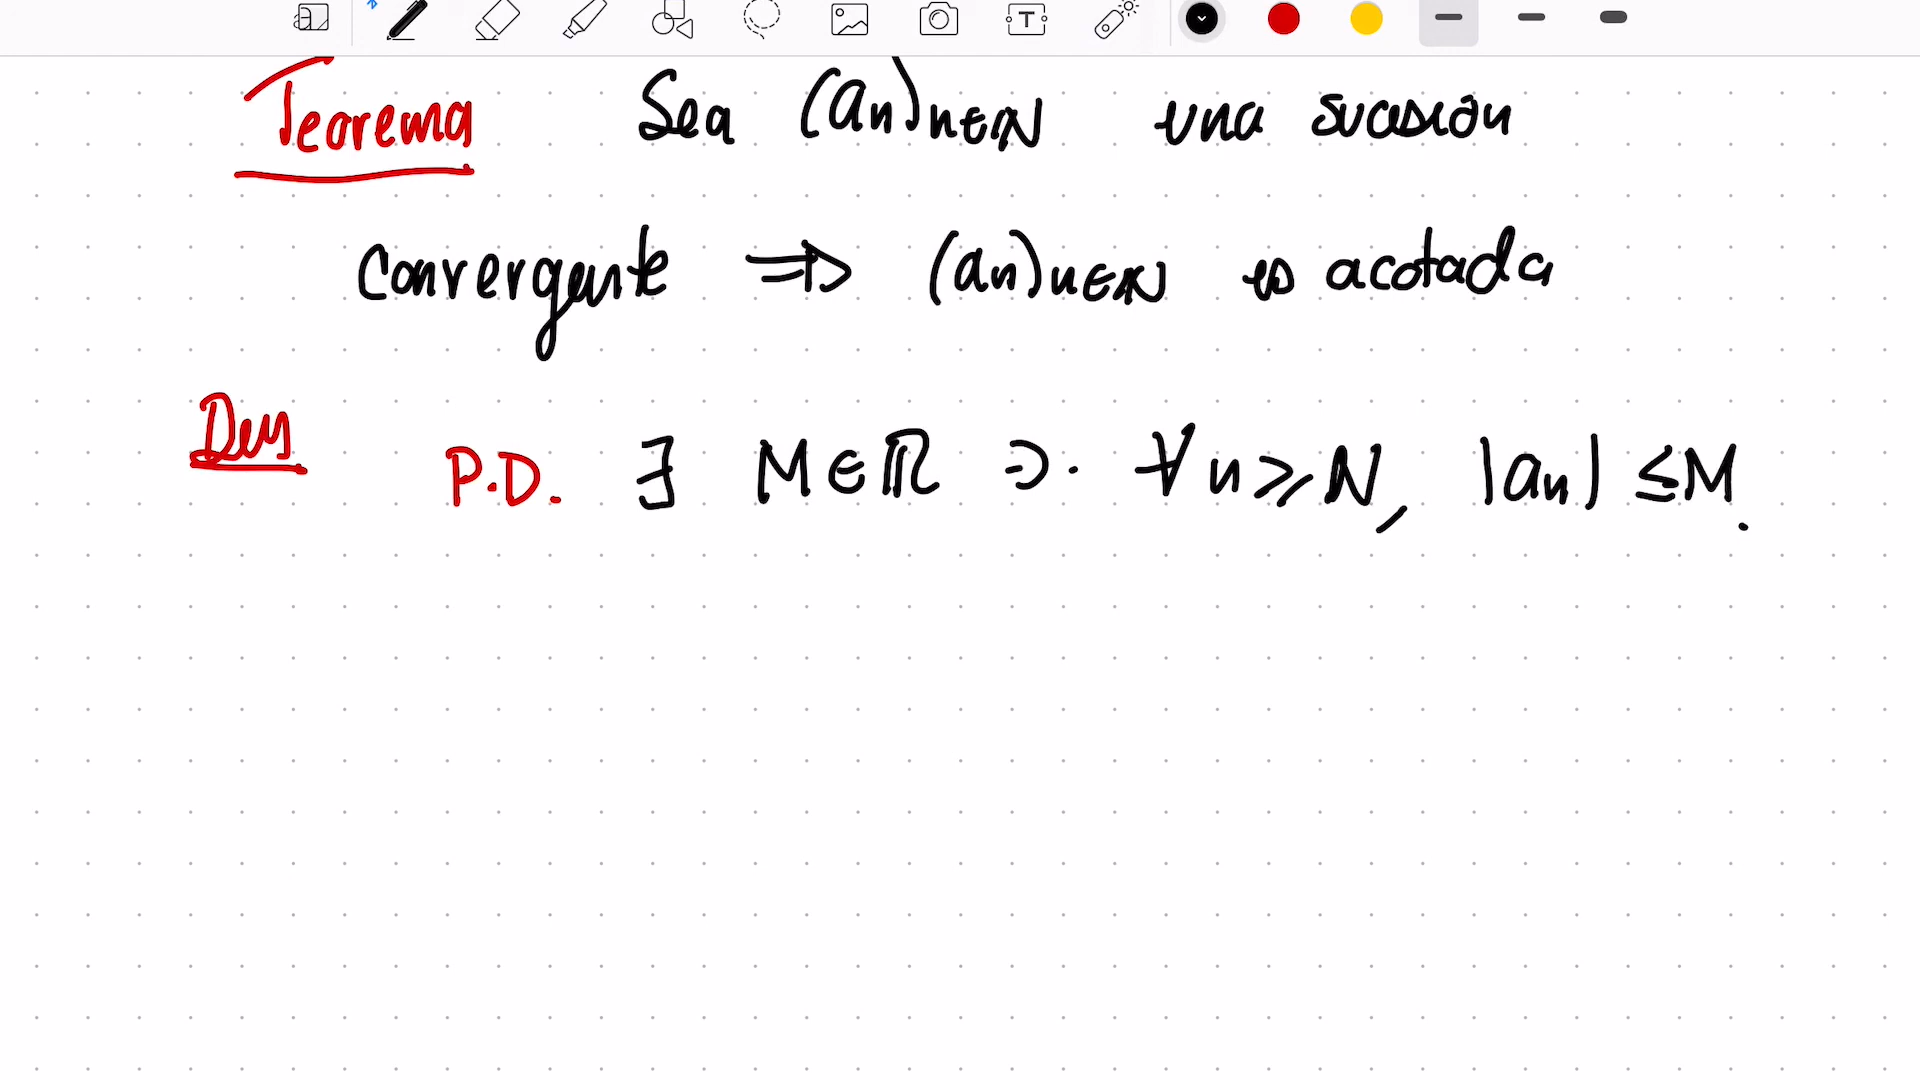 Teorema Sea (an)n∈N una sucesión
convergente ⇒ (an)n∈N es acotada
Dem P.D. ∃ M∈ℝ ∋· ∀n⩾N, |an| ≤M.